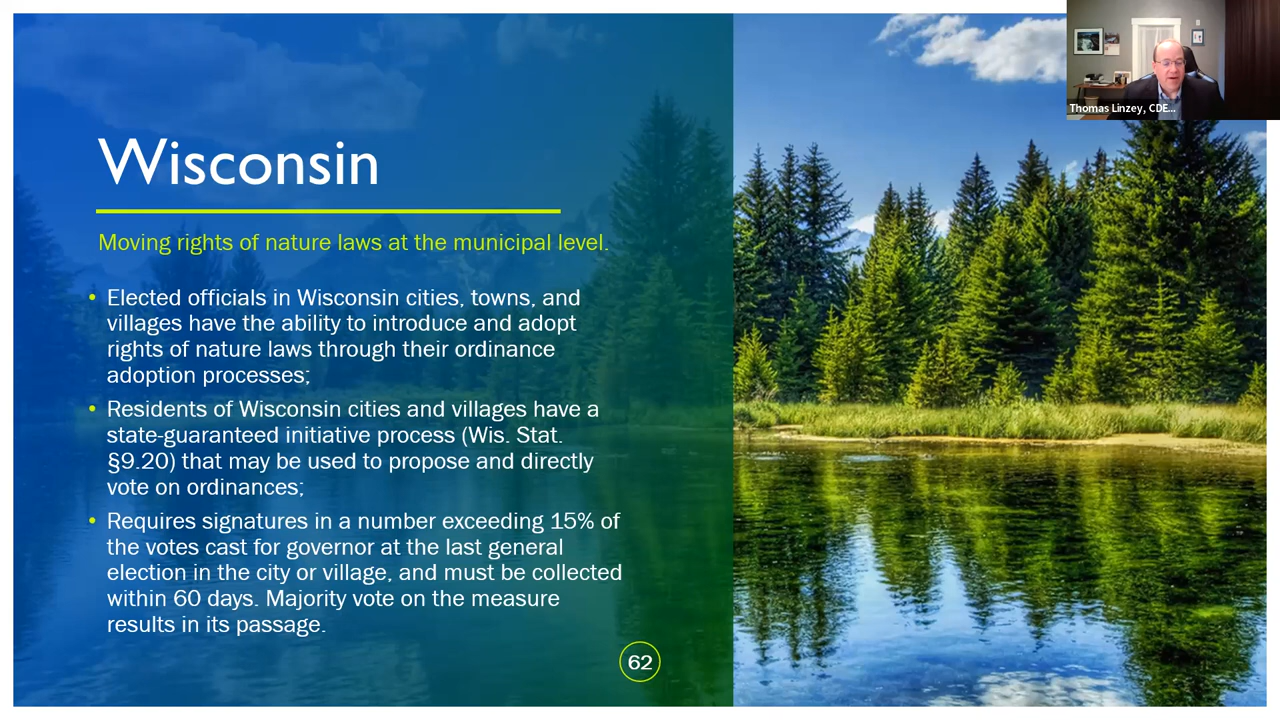 Thomas Linzey, CDE...
Wisconsin
Moving rights of nature laws at the municipal level.
• Elected officials in Wisconsin cities, towns, and
villages have the ability to introduce and adopt
rights of nature laws through their ordinance
adoption processes;
• Residents of Wisconsin cities and villages have a
state-guaranteed initiative process (Wis. Stat.
§9.20) that may be used to propose and directly
vote on ordinances;
• Requires signatures in a number exceeding 15% of
the votes cast for governor at the last general
election in the city or village, and must be collected
within 60 days. Majority vote on the measure
results in its passage.
62